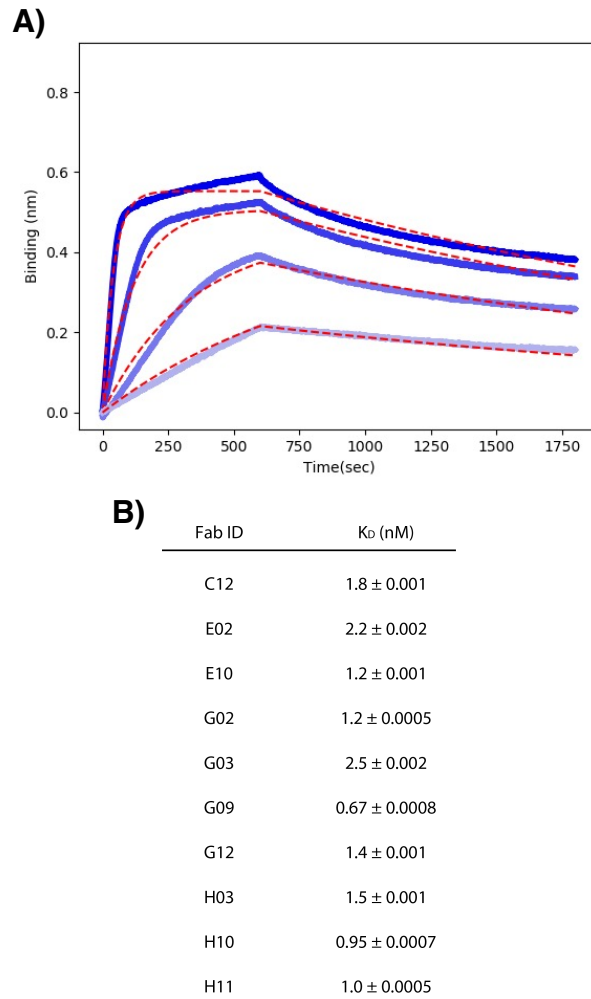 A)
0.8
0.6
0.4
0.2
0.0
Binding (nm)
0 250 500 750 1000 1250 1500 1750
Time(sec)
B)
Fab ID K_D (nM)
C12 1.8 ± 0.001
E02 2.2 ± 0.002
E10 1.2 ± 0.001
G02 1.2 ± 0.0005
G03 2.5 ± 0.002
G09 0.67 ± 0.0008
G12 1.4 ± 0.001
H03 1.5 ± 0.001
H10 0.95 ± 0.0007
H11 1.0 ± 0.0005